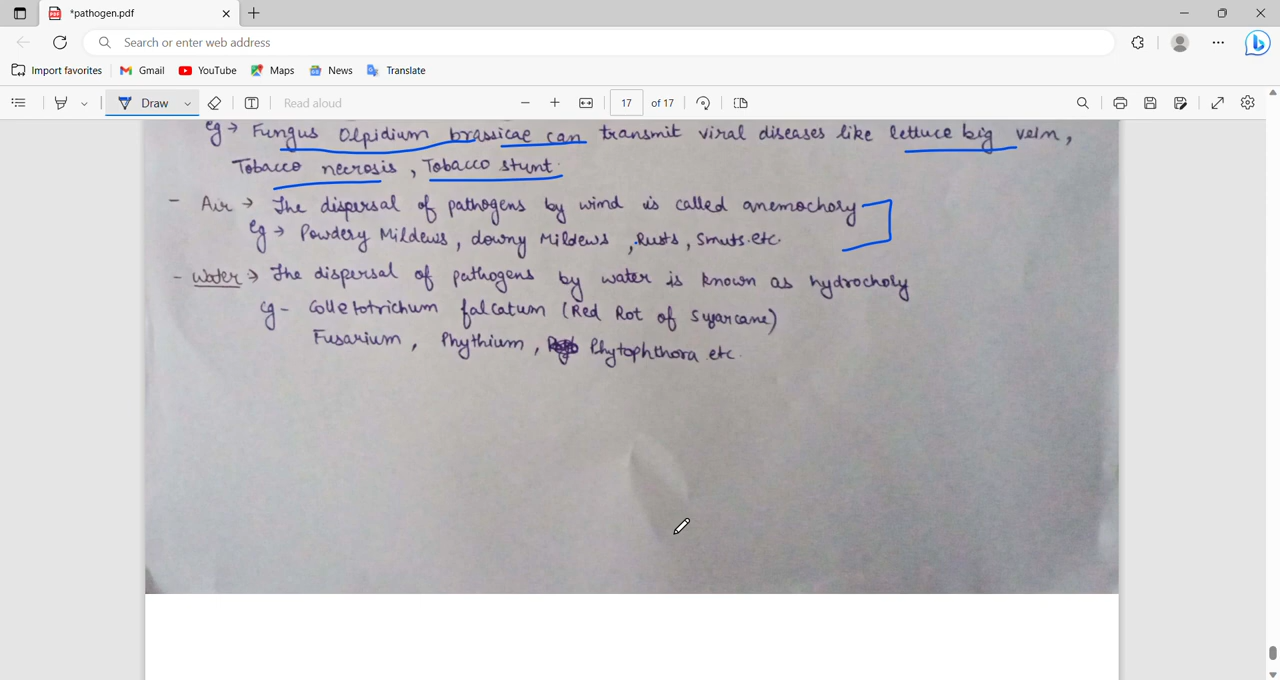 *pathogen.pdf
Search or enter web address
Import favorites Gmail YouTube Maps News Translate
Draw Read aloud 17 of 17
eg → Fungus Olpidium brassicae can transmit viral diseases like lettuce big vein,
Tobacco necrosis, Tobacco stunt.
- Air → The dispersal of pathogens by wind is called anemochory
eg → Powdery Mildews, downy Mildews, Rusts, Smuts.etc.
- Water → The dispersal of pathogens by water is known as hydrochory
eg - Colletotrichum falcatum (Red Rot of Sugarcane)
Fusarium, Phythium, Phytophthora etc.